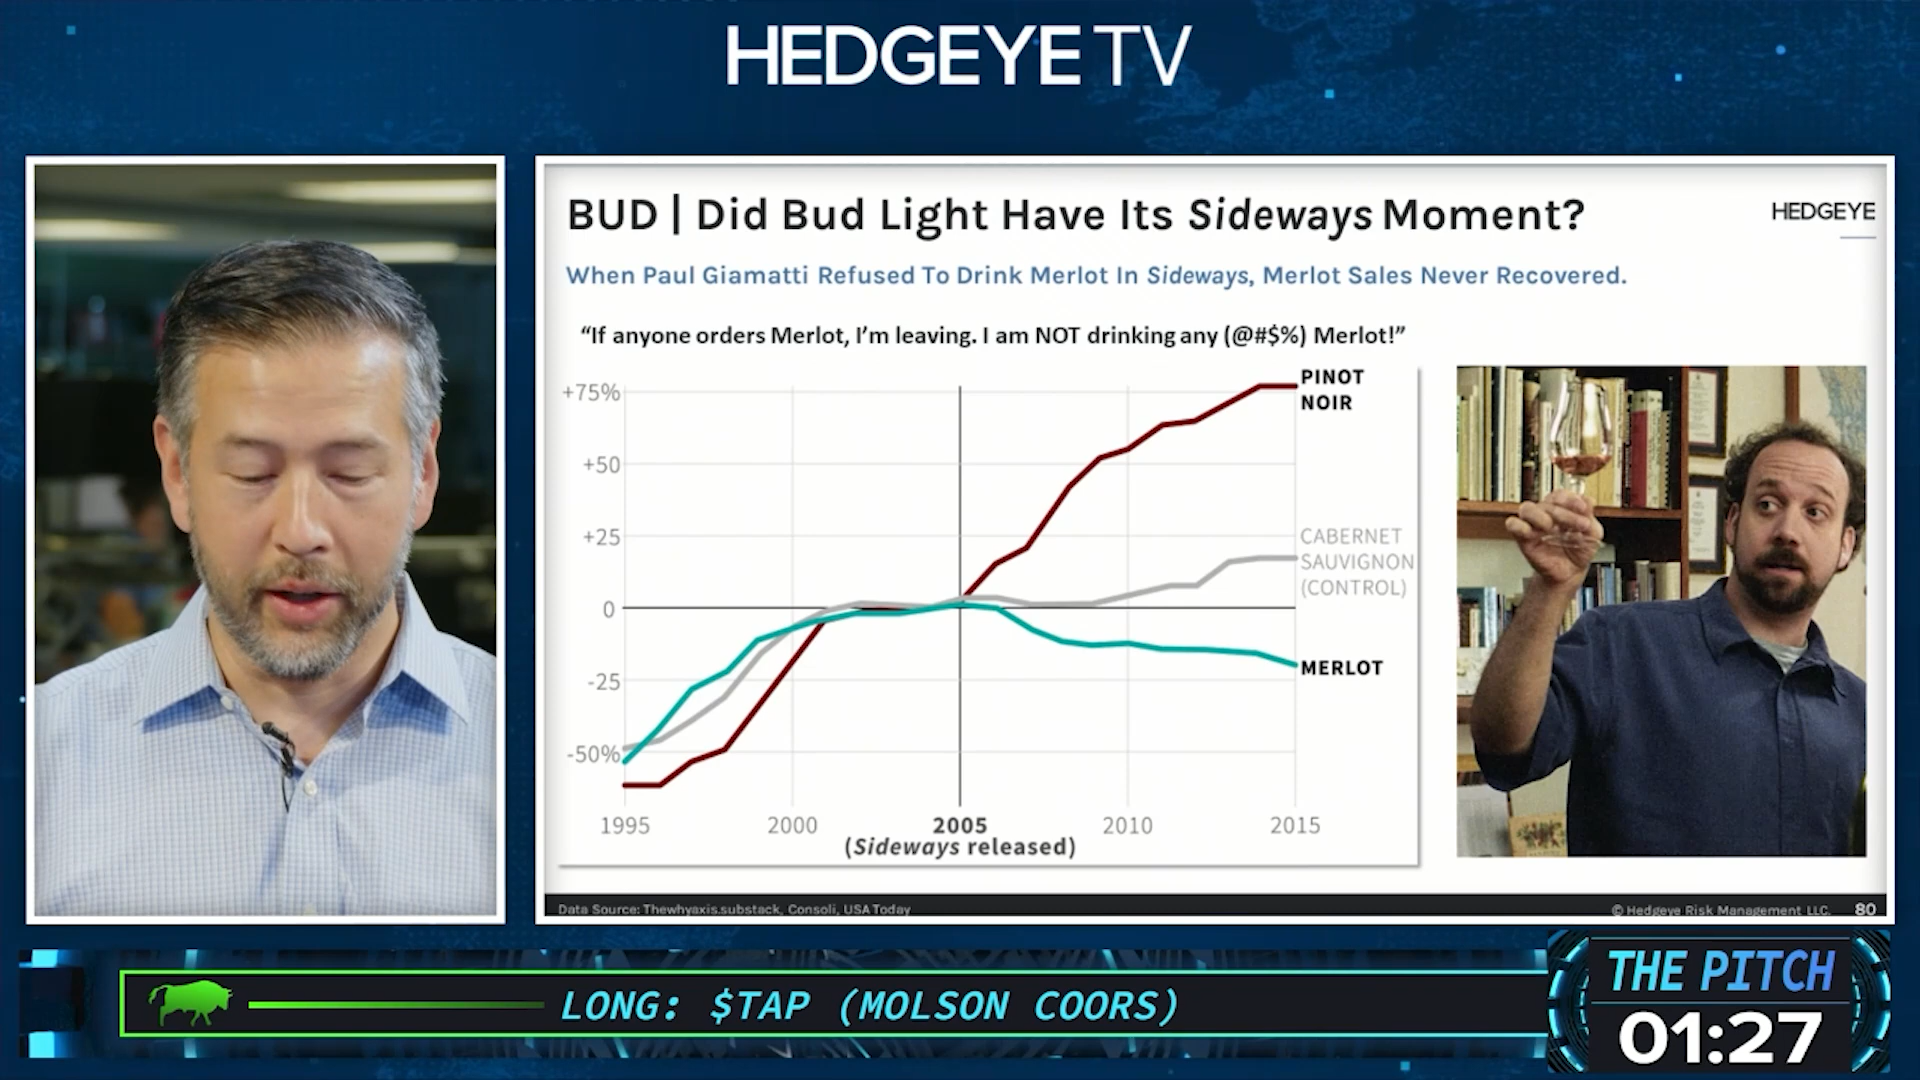 HEDGEYE TV
BUD | Did Bud Light Have Its Sideways Moment?
HEDGEYE
When Paul Giamatti Refused To Drink Merlot In Sideways, Merlot Sales Never Recovered.
“If anyone orders Merlot, I’m leaving. I am NOT drinking any (@#$%) Merlot!”
+75%
+50
+25
0
-25
-50%
PINOT
NOIR
CABERNET
SAUVIGNON
(CONTROL)
MERLOT
1995 2000 2005 2010 2015
(Sideways released)
Data Source: Thewhyaxis.substack, Consoli, USA Today
© Hedgeye Risk Management LLC. 80
LONG: $TAP (MOLSON COORS)
THE PITCH
01:27